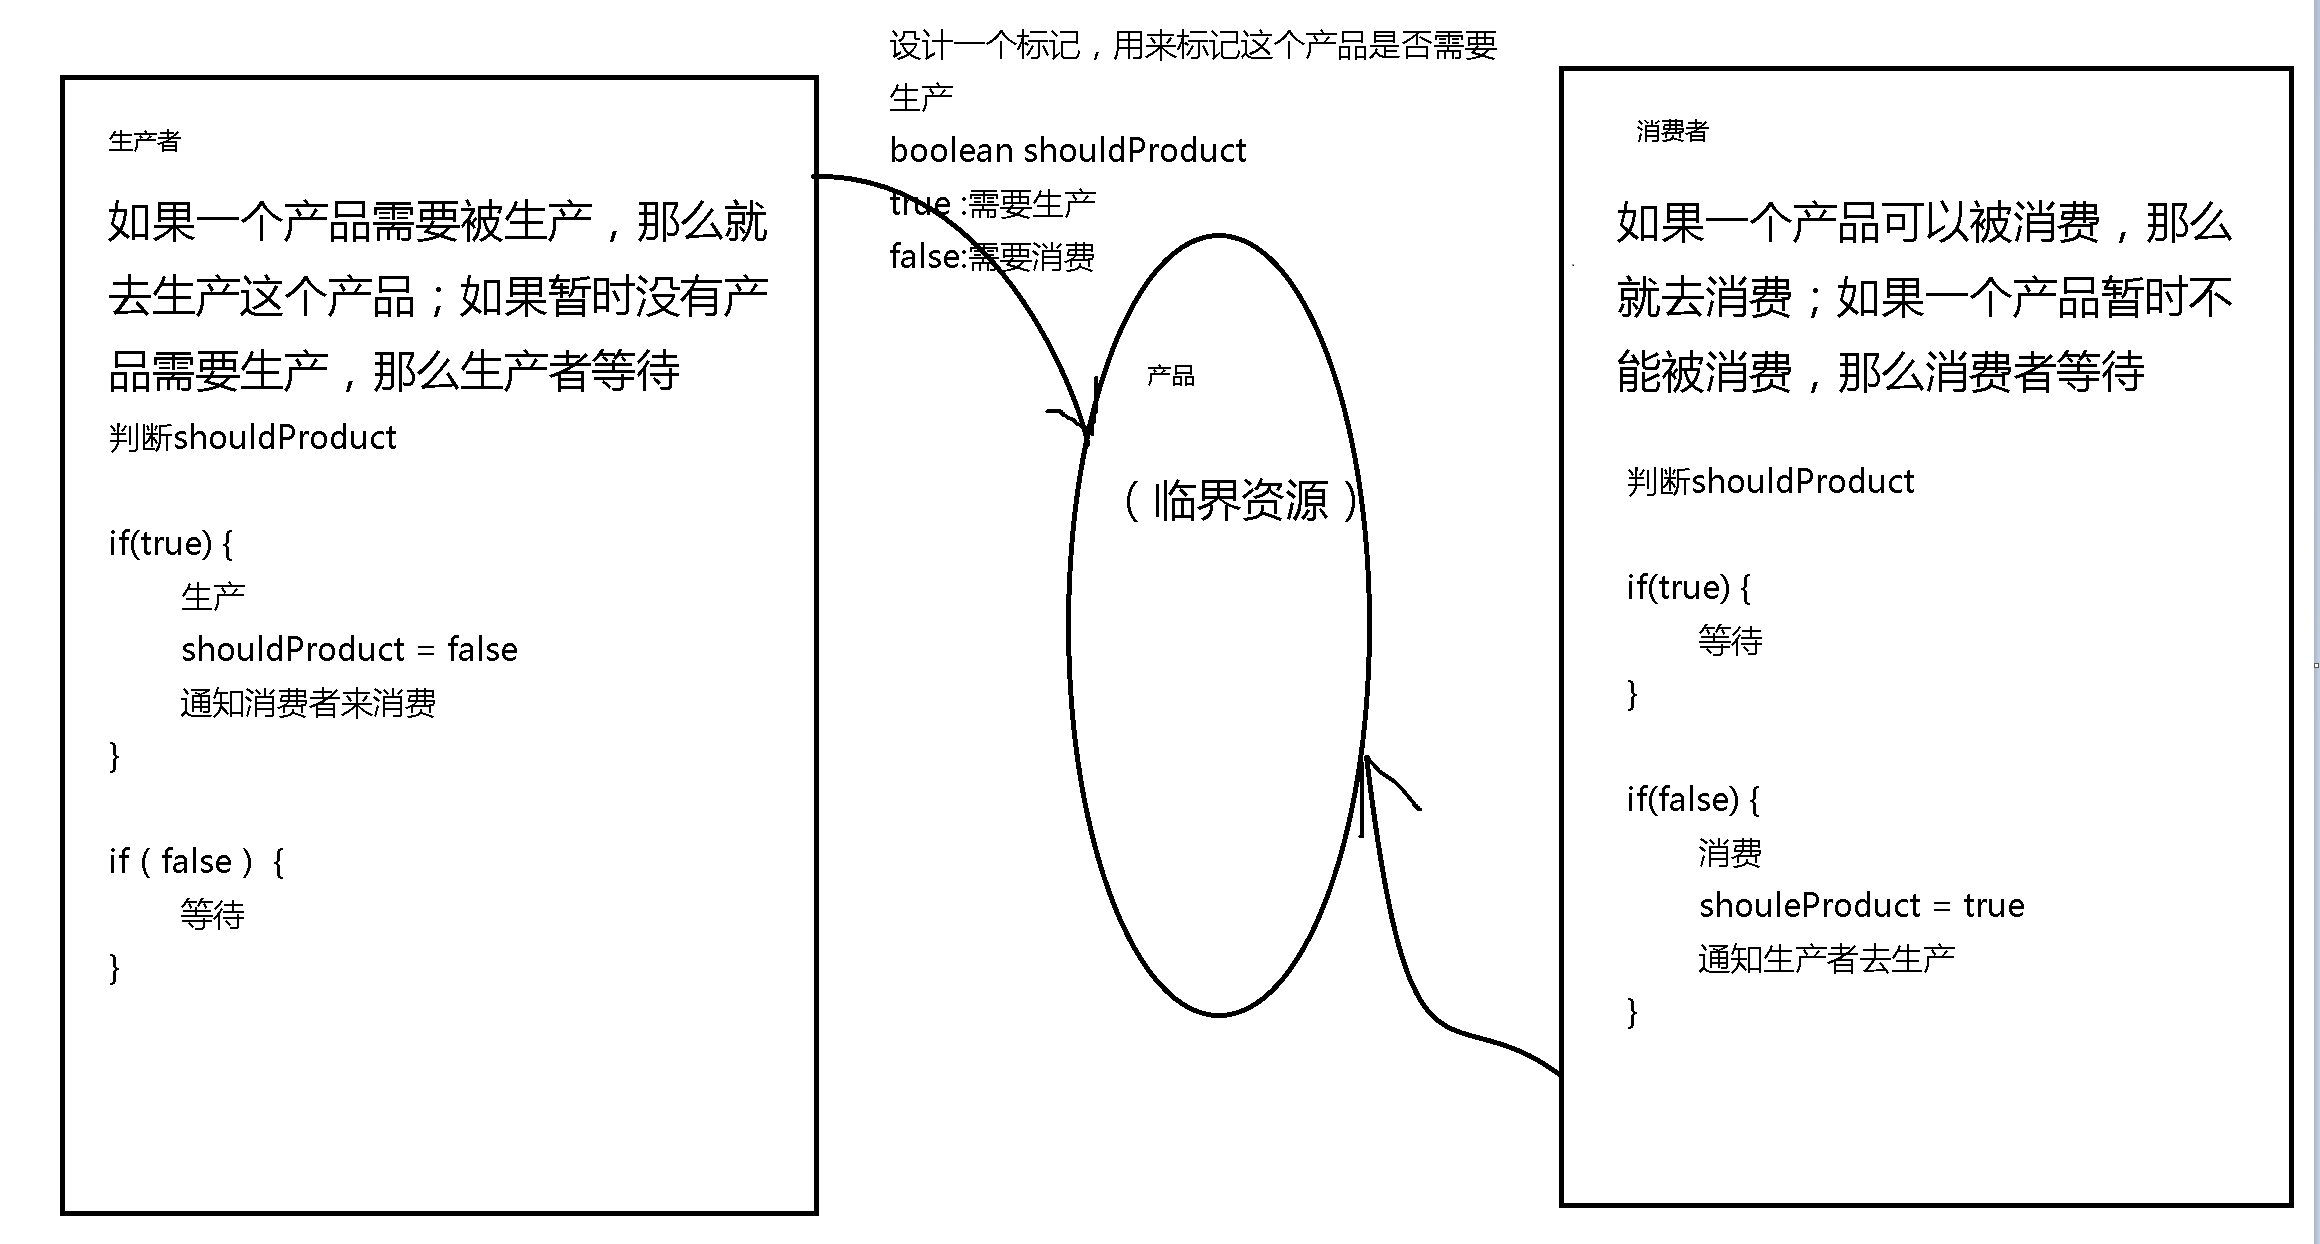 设计一个标记，用来标记这个产品是否需要
生产
boolean shouldProduct
true :需要生产
false:需要消费
生产者
如果一个产品需要被生产，那么就
去生产这个产品；如果暂时没有产
品需要生产，那么生产者等待
判断shouldProduct
if(true) {
生产
shouldProduct = false
通知消费者来消费
}
if（false） {
等待
}
产品
（临界资源）
消费者
如果一个产品可以被消费，那么
就去消费；如果一个产品暂时不
能被消费，那么消费者等待
判断shouldProduct
if(true) {
等待
}
if(false) {
消费
shouleProduct = true
通知生产者去生产
}